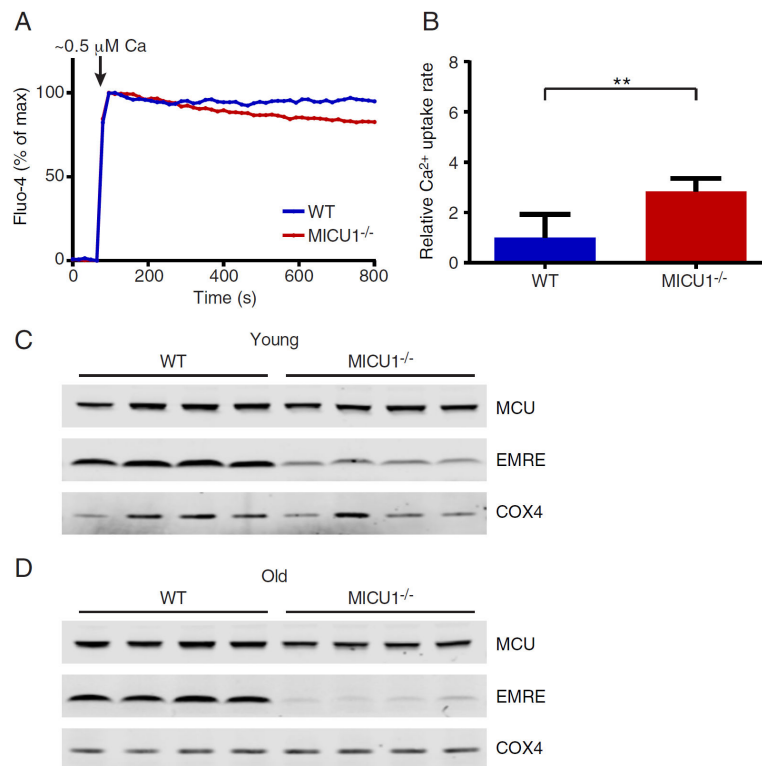 A
~0.5 μM Ca
Fluo-4 (% of max)
100
50
0
0
200
400
600
800
Time (s)
WT
MICU1-/-
B
**
Relative Ca2+ uptake rate
8
6
4
2
0
WT
MICU1-/-
C
Young
WT
MICU1-/-
MCU
EMRE
COX4
D
Old
WT
MICU1-/-
MCU
EMRE
COX4